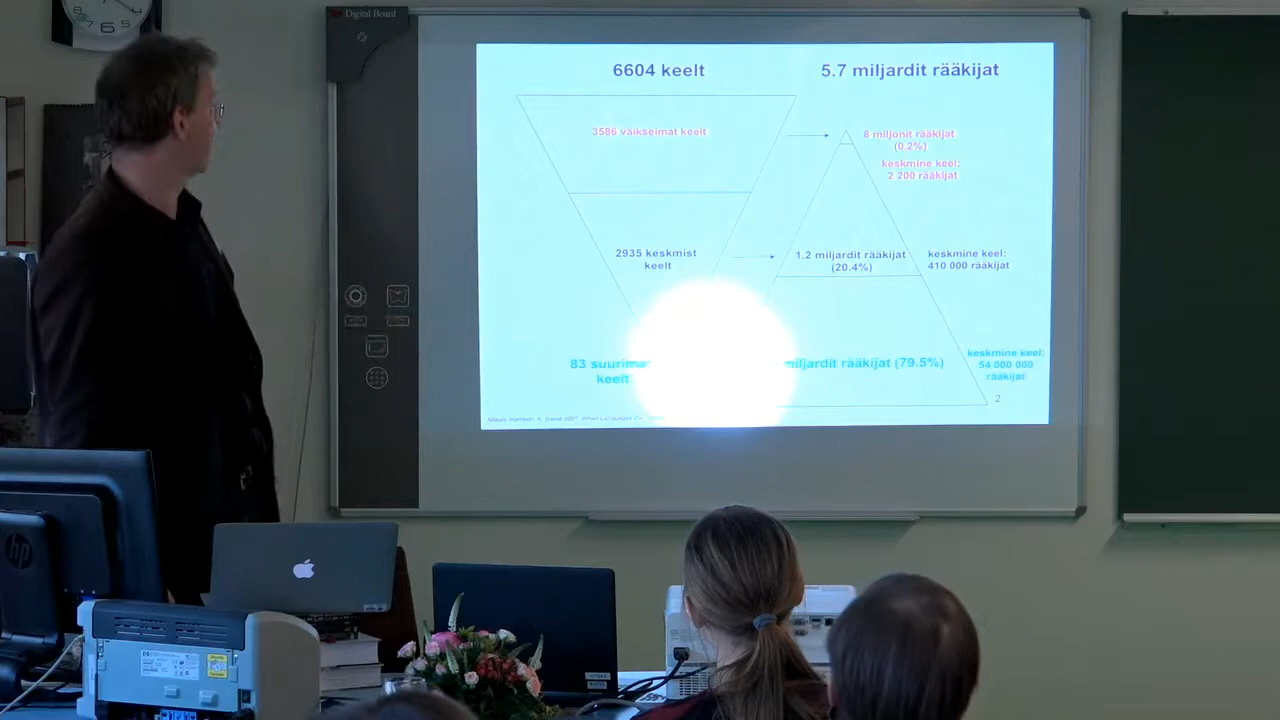 Digital Board
6604 keelt
5.7 miljardit rääkijat
3586 väikseimat keelt
8 miljonit rääkijat
(0.2%)
keskmine keel:
2 200 rääkijat
2935 keskmist
keelt
1.2 miljardit rääkijat
(20.4%)
keskmine keel:
410 000 rääkijat
83
keelt
miljardit rääkijat (79.5%)
keskmine keel:
54 000 000
rääkijat
2
hp